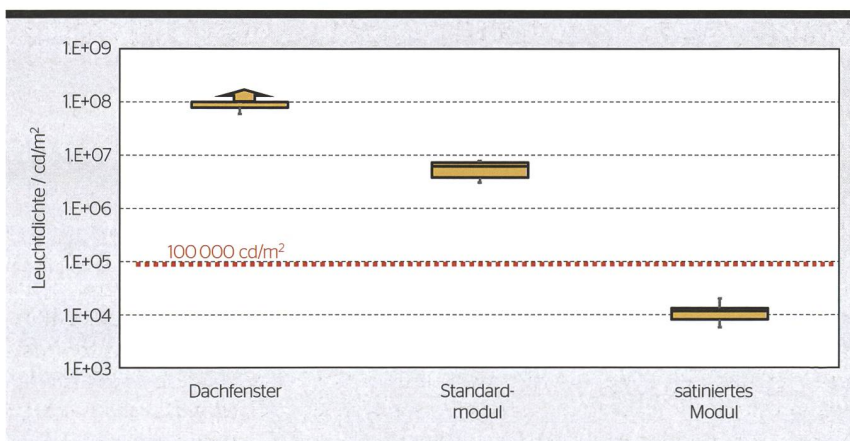 1.E+09
1.E+08
1.E+07
1.E+06
1.E+05
1.E+04
1.E+03
Leuchtdichte / cd/m²
100 000 cd/m²
Dachfenster
Standard-
modul
satiniertes
Modul